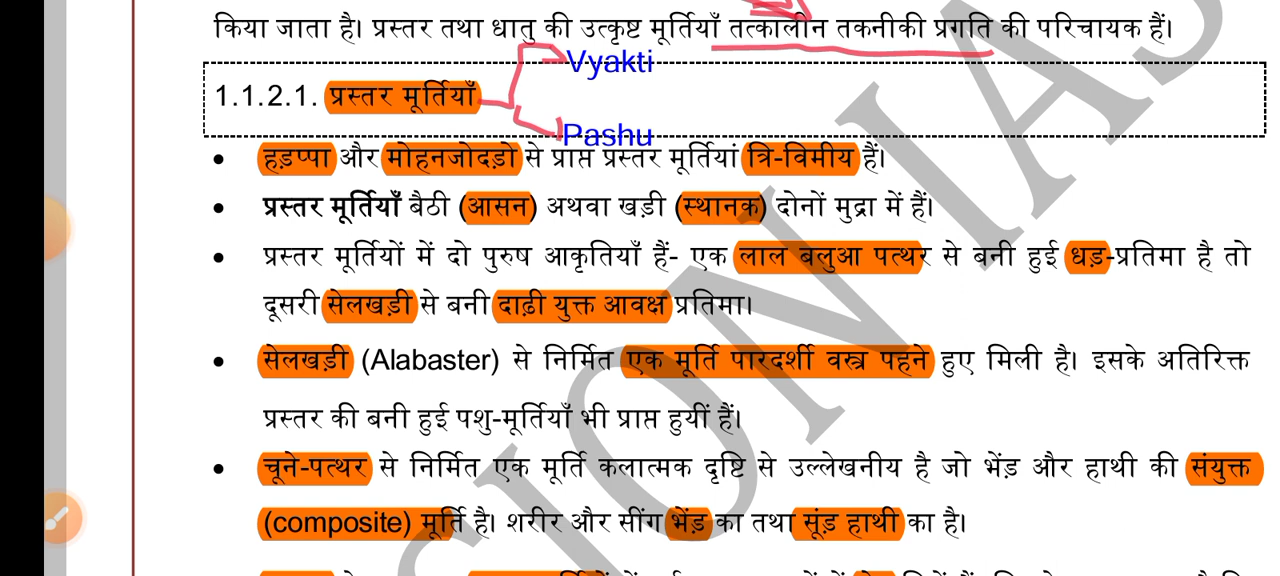 किया जाता है। प्रस्तर तथा धातु की उत्कृष्ट मूर्तियाँ तत्कालीन तकनीकी प्रगति की परिचायक हैं।
Vyakti
1.1.2.1. प्रस्तर मूर्तियाँ
Pashu
• हड़प्पा और मोहनजोदड़ो से प्राप्त प्रस्तर मूर्तियां त्रि-विमीय हैं।
• प्रस्तर मूर्तियाँ बैठी (आसन) अथवा खड़ी (स्थानक) दोनों मुद्रा में हैं।
• प्रस्तर मूर्तियों में दो पुरुष आकृतियाँ हैं- एक लाल बलुआ पत्थर से बनी हुई धड़-प्रतिमा है तो
दूसरी सेलखड़ी से बनी दाढ़ी युक्त आवक्ष प्रतिमा।
• सेलखड़ी (Alabaster) से निर्मित एक मूर्ति पारदर्शी वस्त्र पहने हुए मिली है। इसके अतिरिक्त
प्रस्तर की बनी हुई पशु-मूर्तियाँ भी प्राप्त हुयीं हैं।
• चूने-पत्थर से निर्मित एक मूर्ति कलात्मक दृष्टि से उल्लेखनीय है जो भेंड़ और हाथी की संयुक्त
(composite) मूर्ति है। शरीर और सींग भेंड़ का तथा सूंड़ हाथी का है।
SION IAS